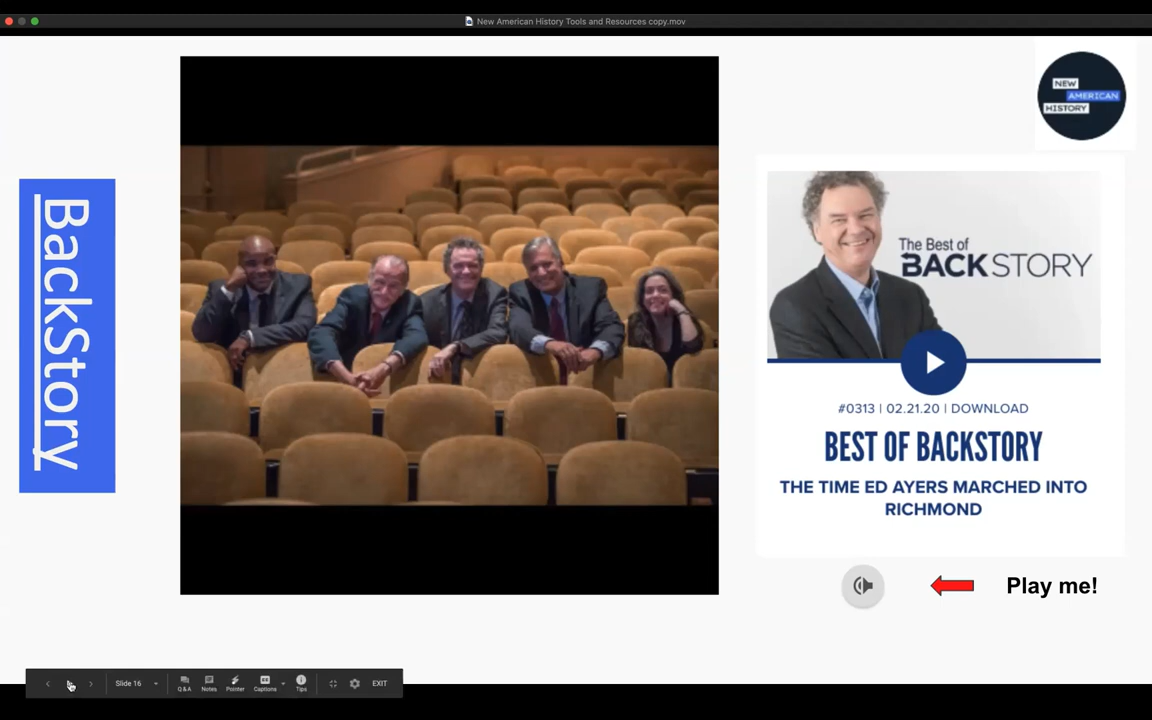 New American History Tools and Resources copy.mov
NEW
AMERICAN
HISTORY
BackStory
The Best of
BACKSTORY
#0313 | 02.21.20 | DOWNLOAD
BEST OF BACKSTORY
THE TIME ED AYERS MARCHED INTO
RICHMOND
Play me!
Slide 16
Q&A
Notes
Pointer
Captions
Tips
EXIT